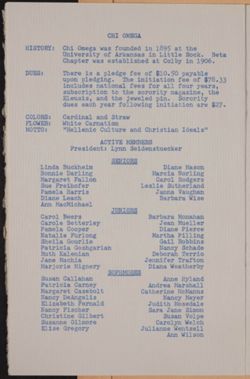 CHI OMEGA
HISTORY: Chi Omega was founded in 1895 at the
University of Arkansas in Little Rock. Beta
Chapter was established at Colby in 1906.
DUES: There is a pledge fee of $10.50 payable
upon pledging. The initiation fee of $78.33
includes national fees for all four years,
subscription to the sorority magazine, the
Eleusis, and the jeweled pin. Sorority
dues each year following initiation are $27.
COLORS: Cardinal and Straw
FLOWER: White Carnation
MOTTO: "Hellenic Culture and Christian Ideals"
ACTIVE MEMBERS
President: Lynn Seidenstuecker
SENIORS
Linda Buckheim Diane Mason
Bonnie Darling Marcia Norling
Margaret Fallon Carol Rodgers
Sue Freihofer Leslie Sutherland
Pamela Harris Janna Vaughan
Diane Leach Barbara Wise
Ann MacMichael
JUNIORS
Carol Beers Barbara Monahan
Carole Betterley Jean Mueller
Pamela Cooper Diane Pierce
Natalie Furlong Martha Pilling
Sheila Gourlie Gail Robbins
Patricia Gochgarian Nancy Schade
Ruth Kalenian Deborah Terrio
Jane Machia Jennifer Trafton
Marjorie Nignery Diana Weatherby
SOPHOMORES
Susan Callahan Anne Hyland
Patricia Carney Andrea Marshall
Margaret Casebolt Catherine McManus
Nancy DeAngelis Nancy Meyer
Elizabeth Fernald Judith Mosedale
Nancy Fischer Sara Jane Simon
Christine Gilbert Susan Volpe
Suzanne Gilmore Carolyn Welch
Elise Gregory Julianne Wentzell
Ann Wilson